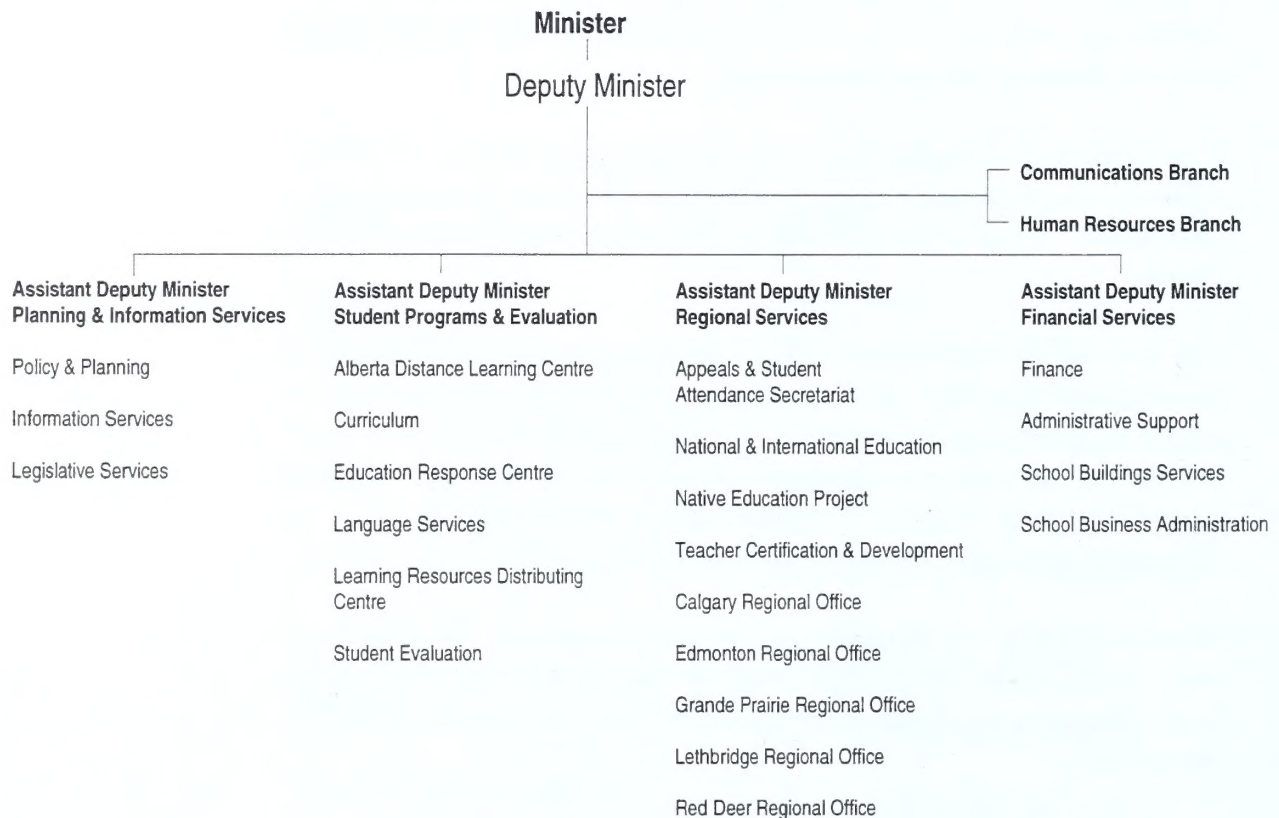 Minister
Deputy Minister
Communications Branch
Human Resources Branch
Assistant Deputy Minister
Planning & Information Services
Policy & Planning
Information Services
Legislative Services
Assistant Deputy Minister
Student Programs & Evaluation
Alberta Distance Learning Centre
Curriculum
Education Response Centre
Language Services
Learning Resources Distributing
Centre
Student Evaluation
Assistant Deputy Minister
Regional Services
Appeals & Student
Attendance Secretariat
National & International Education
Native Education Project
Teacher Certification & Development
Calgary Regional Office
Edmonton Regional Office
Grande Prairie Regional Office
Lethbridge Regional Office
Red Deer Regional Office
Assistant Deputy Minister
Financial Services
Finance
Administrative Support
School Buildings Services
School Business Administration